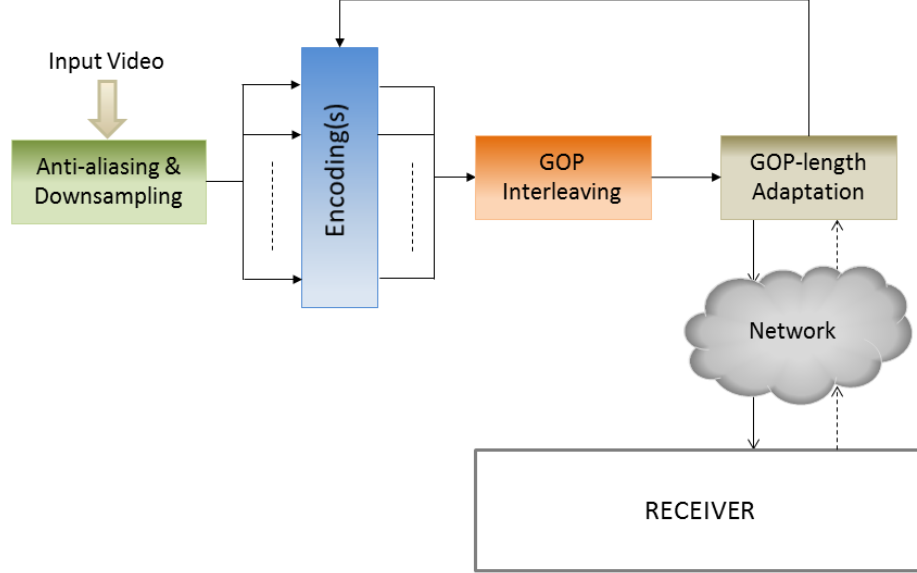 Input Video
Anti-aliasing &
Downsampling
Encoding(s)
GOP
Interleaving
GOP-length
Adaptation
Network
RECEIVER